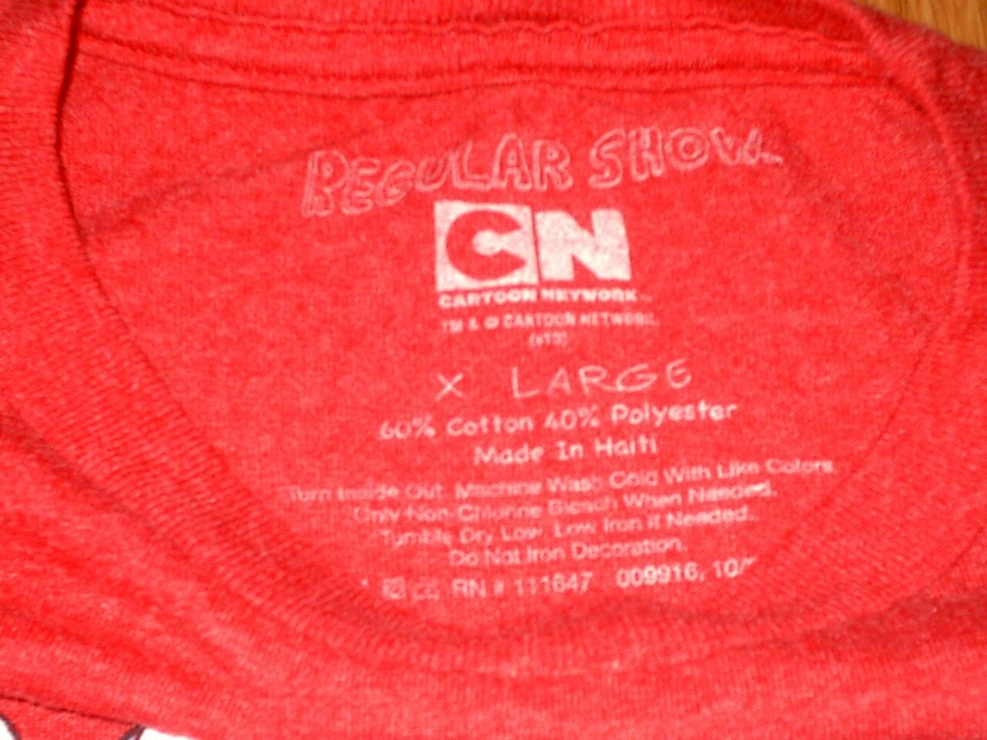 REGULAR SHOW
CN
CARTOON NETWORK
TM & © CARTOON NETWORK.
X LARGE
60% Cotton 40% Polyester
Made In Haiti
Turn Inside Out. Machine Wash Cold With Like Colors.
Only Non-Chlorine Bleach When Needed.
Tumble Dry Low. Low Iron If Needed.
Do Not Iron Decoration.
RN # 111647 009916, 10/